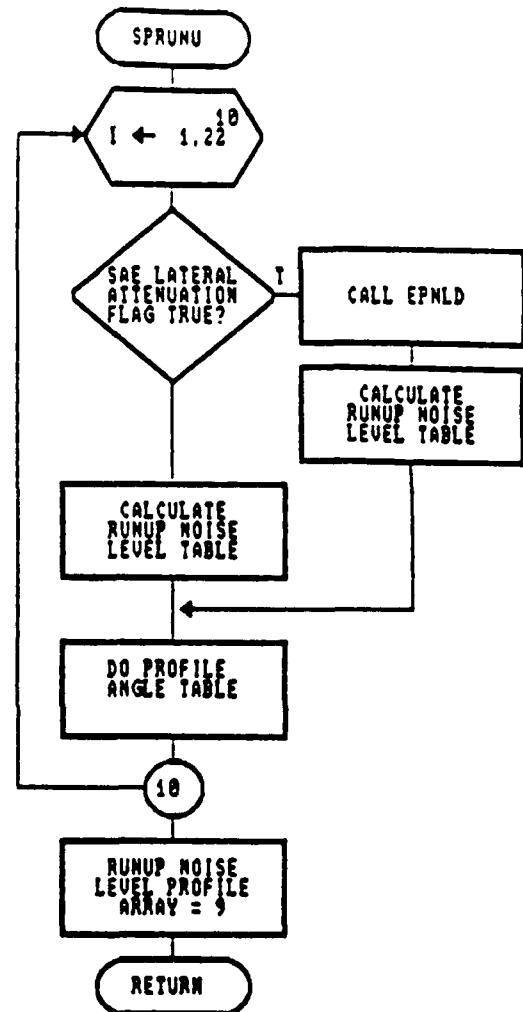 SPRUNU
10
I ← 1.22
SAE LATERAL
ATTENUATION
FLAG TRUE?
T
CALL EPNLD
CALCULATE
RUNUP NOISE
LEVEL TABLE
CALCULATE
RUNUP NOISE
LEVEL TABLE
DO PROFILE
ANGLE TABLE
10
RUNUP NOISE
LEVEL PROFILE
ARRAY = 9
RETURN